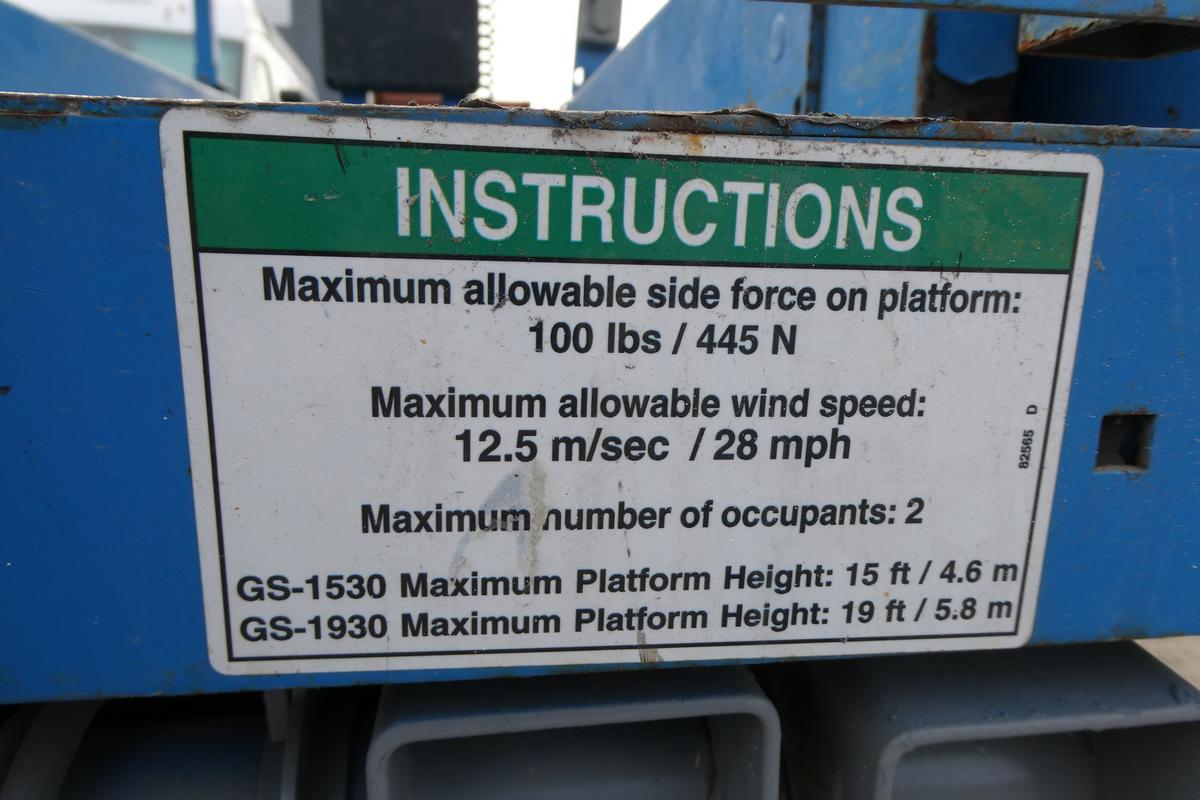 INSTRUCTIONS
Maximum allowable side force on platform:
100 lbs / 445 N
Maximum allowable wind speed:
12.5 m/sec / 28 mph
82565 D
Maximum number of occupants: 2
GS-1530 Maximum Platform Height: 15 ft / 4.6 m
GS-1930 Maximum Platform Height: 19 ft / 5.8 m